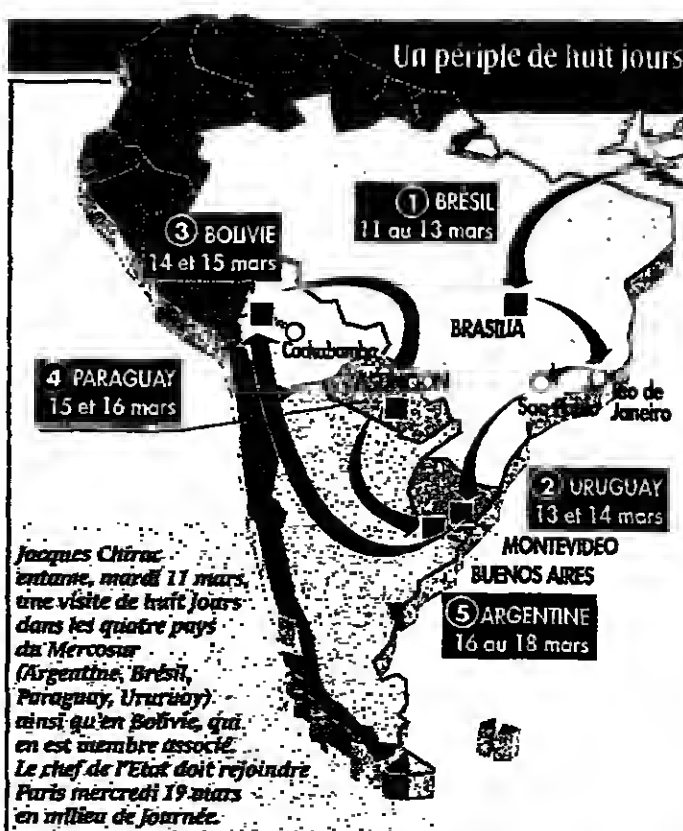 Un périple de huit jours
1 BRÉSIL
11 au 13 mars
3 BOLIVIE
14 et 15 mars
BRASILIA
Cochabamba
4 PARAGUAY
15 et 16 mars
ASUNCION
Sao Paulo
Rio de
Janeiro
2 URUGUAY
13 et 14 mars
MONTEVIDEO
BUENOS AIRES
5 ARGENTINE
16 au 18 mars
Jacques Chirac
entame, mardi 11 mars,
une visite de huit jours
dans les quatre pays
du Mercosur
(Argentine, Brésil,
Paraguay, Ururuay)
ainsi qu'en Bolivie, qui
en est membre associé.
Le chef de l'Etat doit rejoindre
Paris mercredi 19 mars
en milieu de journée.